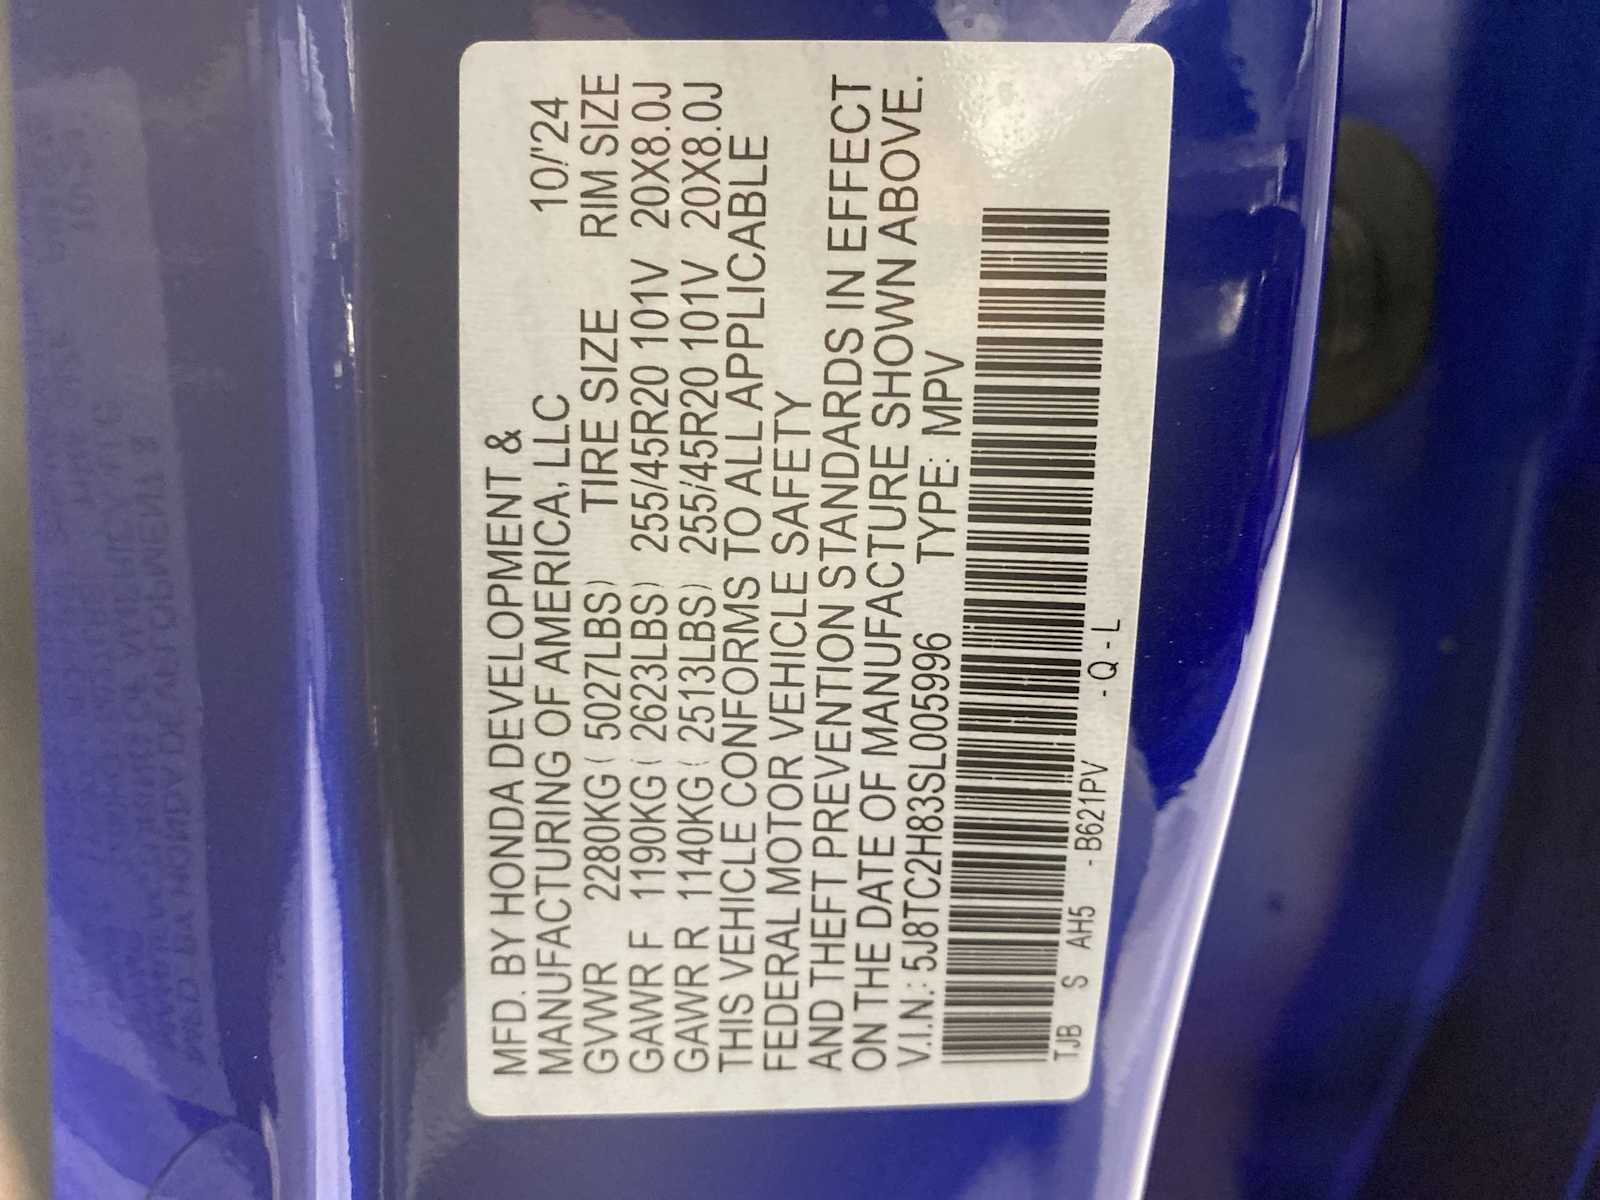 MFD. BY HONDA DEVELOPMENT &
MANUFACTURING OF AMERICA, LLC 10/'24
GVWR 2280KG (5027LBS) TIRE SIZE RIM SIZE
GAWR F 1190KG (2623LBS) 255/45R20 101V 20X8.0J
GAWR R 1140KG (2513LBS) 255/45R20 101V 20X8.0J
THIS VEHICLE CONFORMS TO ALL APPLICABLE
FEDERAL MOTOR VEHICLE SAFETY
AND THEFT PREVENTION STANDARDS IN EFFECT
ON THE DATE OF MANUFACTURE SHOWN ABOVE.
V.I.N.: 5J8TC2H83SL005996 TYPE: MPV
TJB S AH5 -B621PV -Q-L